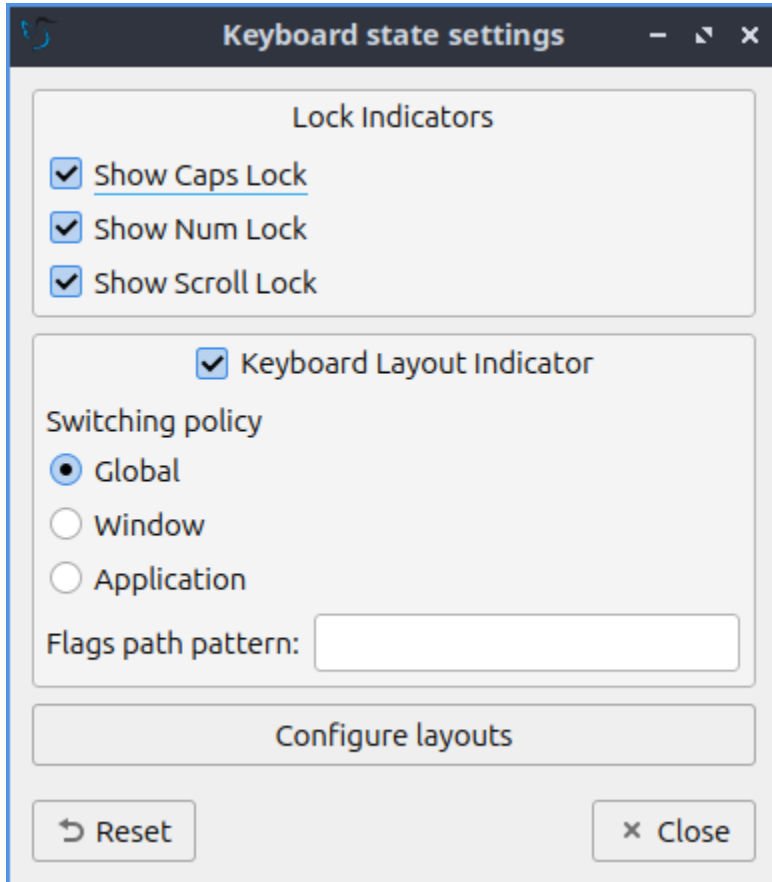 Keyboard state settings
Lock Indicators
Show Caps Lock
Show Num Lock
Show Scroll Lock
Keyboard Layout Indicator
Switching policy
Global
Window
Application
Flags path pattern:
Configure layouts
Reset
Close